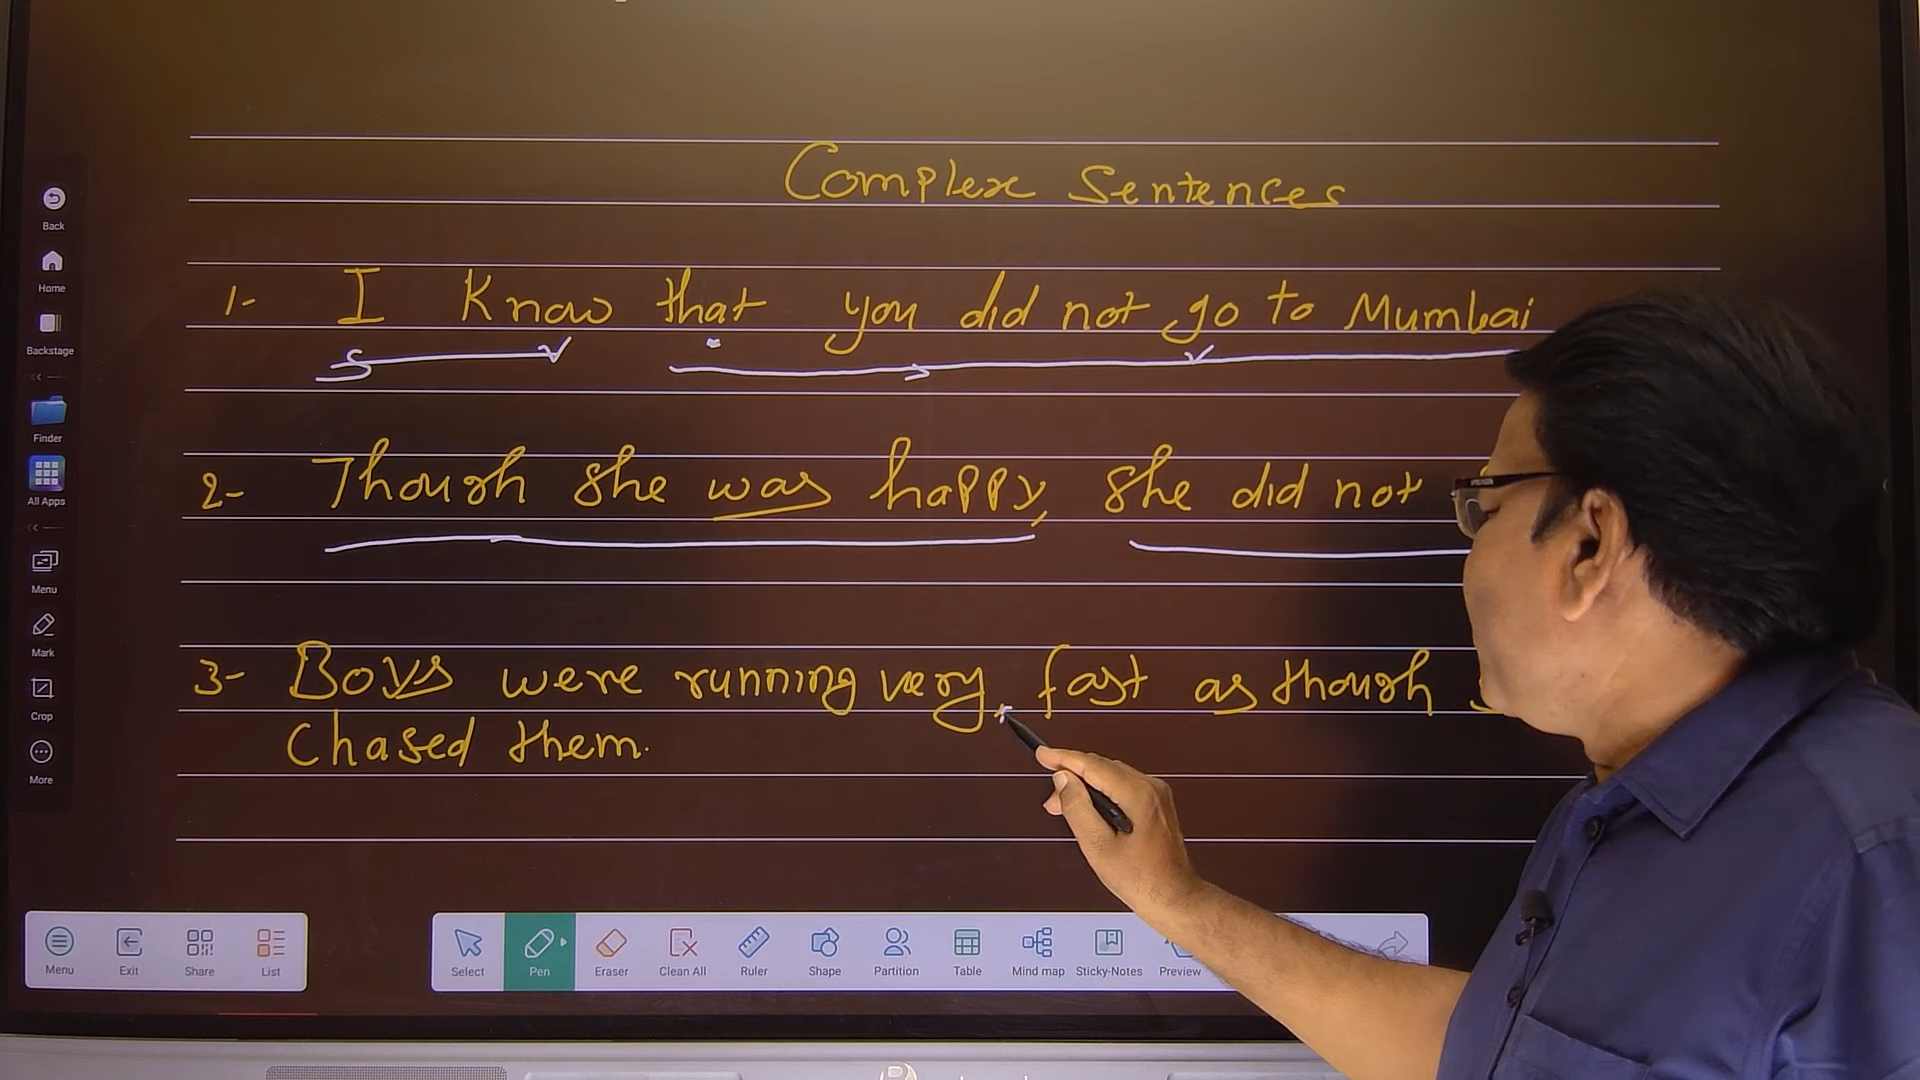 Complex Sentences
1- I Know that you did not go to Mumbai
2- Though she was happy, she did not
3- Boys were running very fast as though
Chased them.
Back
Home
Backstage
Finder
All Apps
Menu
Mark
Crop
More
Menu Exit Share List
Select Pen Eraser Clean All Ruler Shape Partition Table Mind map Sticky-Notes Preview